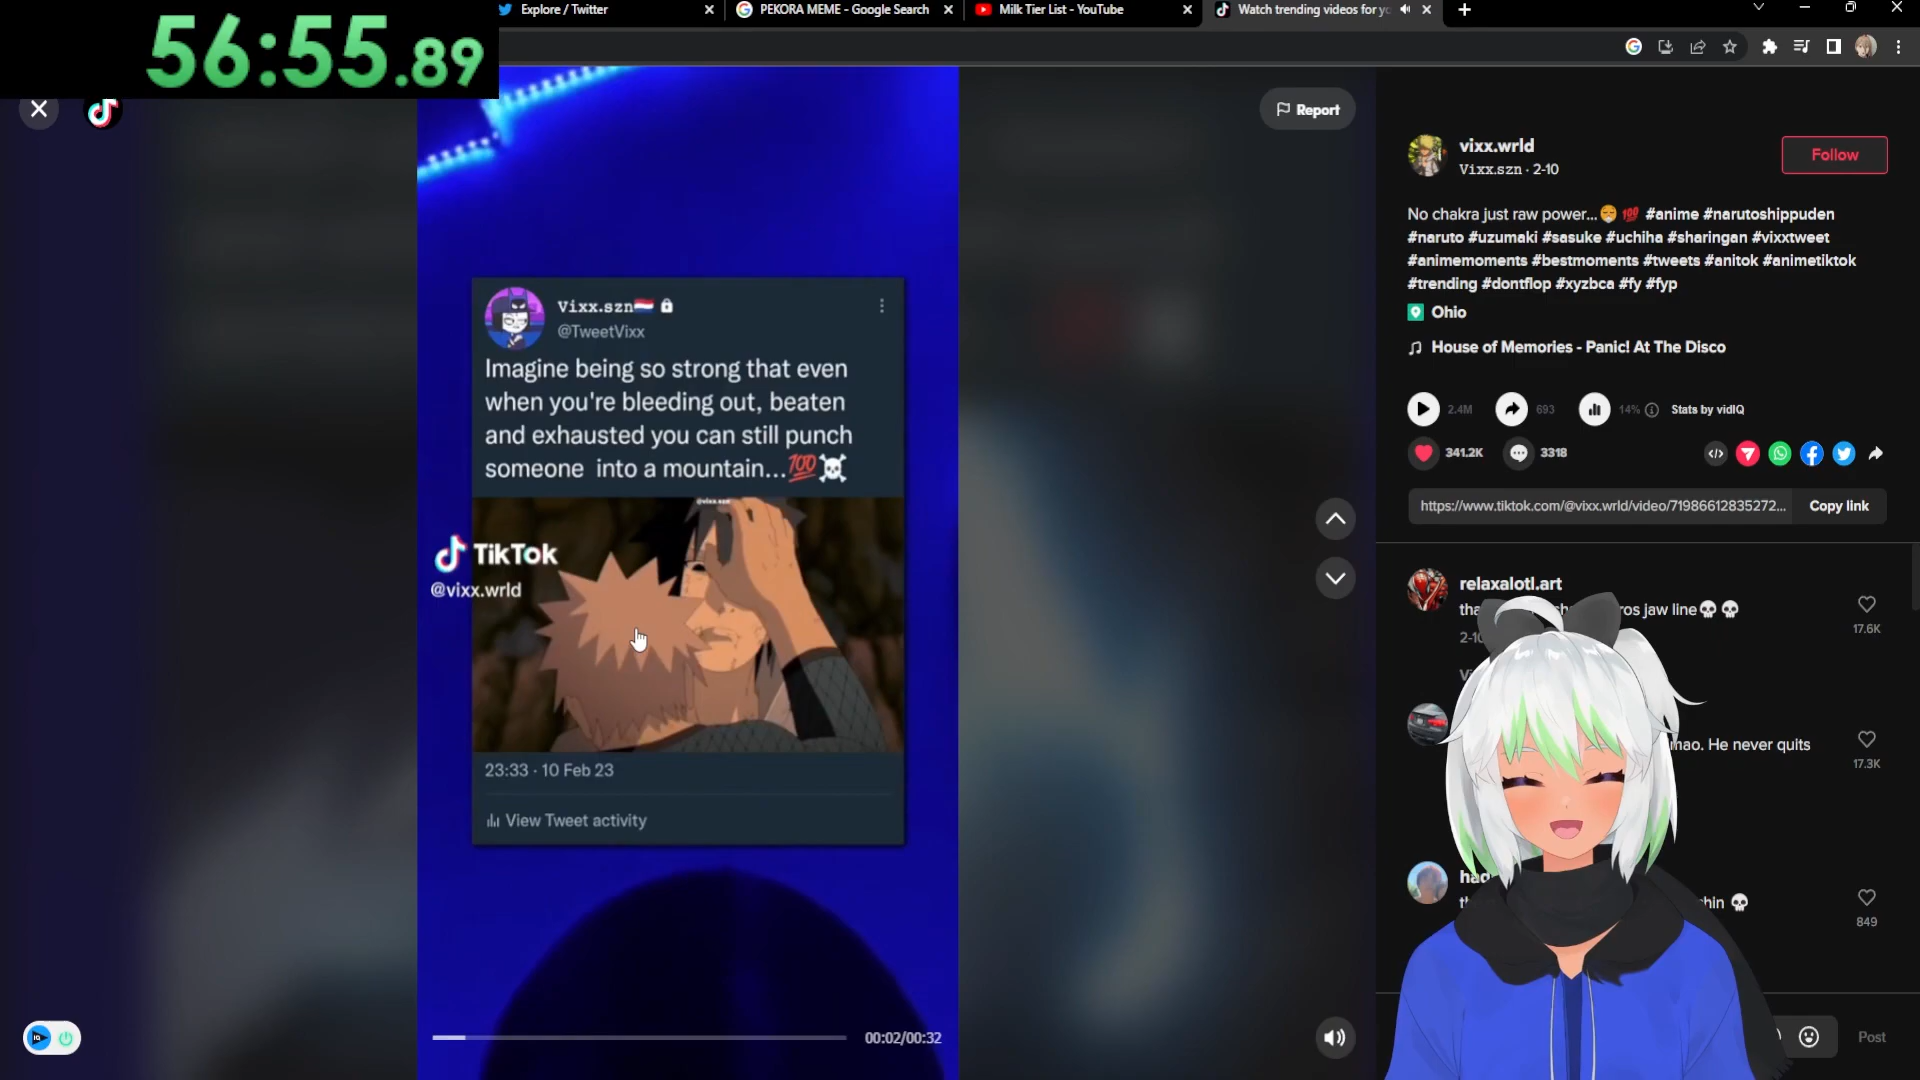 56:55.89
Explore / Twitter
PEKORA MEME - Google Search
Milk Tier List - YouTube
Watch trending videos for yo
Report
vixx.wrld
Vixx.szn · 2-10
Follow
No chakra just raw power...😮‍💨💯 #anime #narutoshippuden
#naruto #uzumaki #sasuke #uchiha #sharingan #vixxtweet
#animemoments #bestmoments #tweets #anitok #animetiktok
#trending #dontflop #xyzbca #fy #fyp
Ohio
House of Memories - Panic! At The Disco
2.4M 693 14% Stats by vidIQ
341.2K 3318
https://www.tiktok.com/@vixx.wrld/video/71986612835272... Copy link
Vixx.szn🇳🇱🔒
@TweetVixx
Imagine being so strong that even
when you're bleeding out, beaten
and exhausted you can still punch
someone into a mountain...💯☠️
@vixx.szn
TikTok
@vixx.wrld
23:33 · 10 Feb 23
View Tweet activity
00:02/00:32
relaxalotl.art
ros jaw line💀💀
17.6K
He never quits
17.3K
849
Post